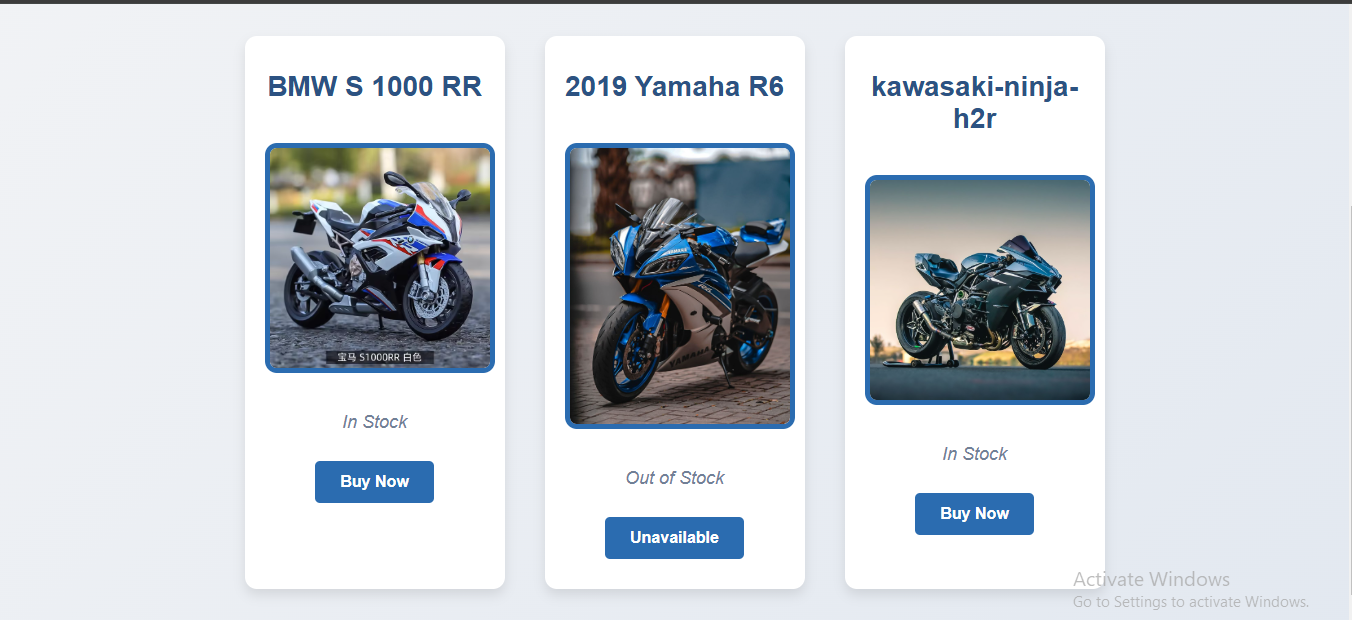 BMW S 1000 RR
宝马 S1000RR 白色
In Stock
Buy Now
2019 Yamaha R6
YAMAHA
Out of Stock
Unavailable
kawasaki-ninja-
h2r
In Stock
Buy Now
Activate Windows
Go to Settings to activate Windows.